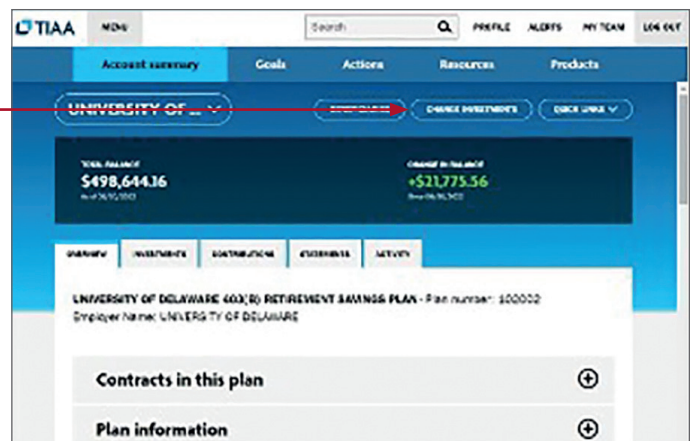 TIAA MENU Search PROFILE ALERTS MY TEAM LOG OUT
Account summary Goals Actions Resources Products
UNIVERSITY OF ... CHANGE INVESTMENTS QUICK LINKS
TOTAL BALANCE CHANGE IN BALANCE
$498,644.16 +$21,775.56
OVERVIEW INVESTMENTS CONTRIBUTIONS STATEMENTS ACTIVITY
UNIVERSITY OF DELAWARE 403(B) RETIREMENT SAVINGS PLAN - Plan number: 100002
Employer Name: UNIVERSITY OF DELAWARE
Contracts in this plan
Plan information